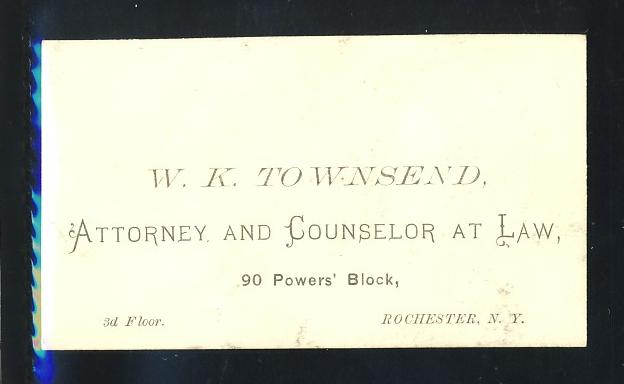 W. K. TOWNSEND,
ATTORNEY AND COUNSELOR AT LAW,
90 Powers' Block,
3d Floor. ROCHESTER, N. Y.